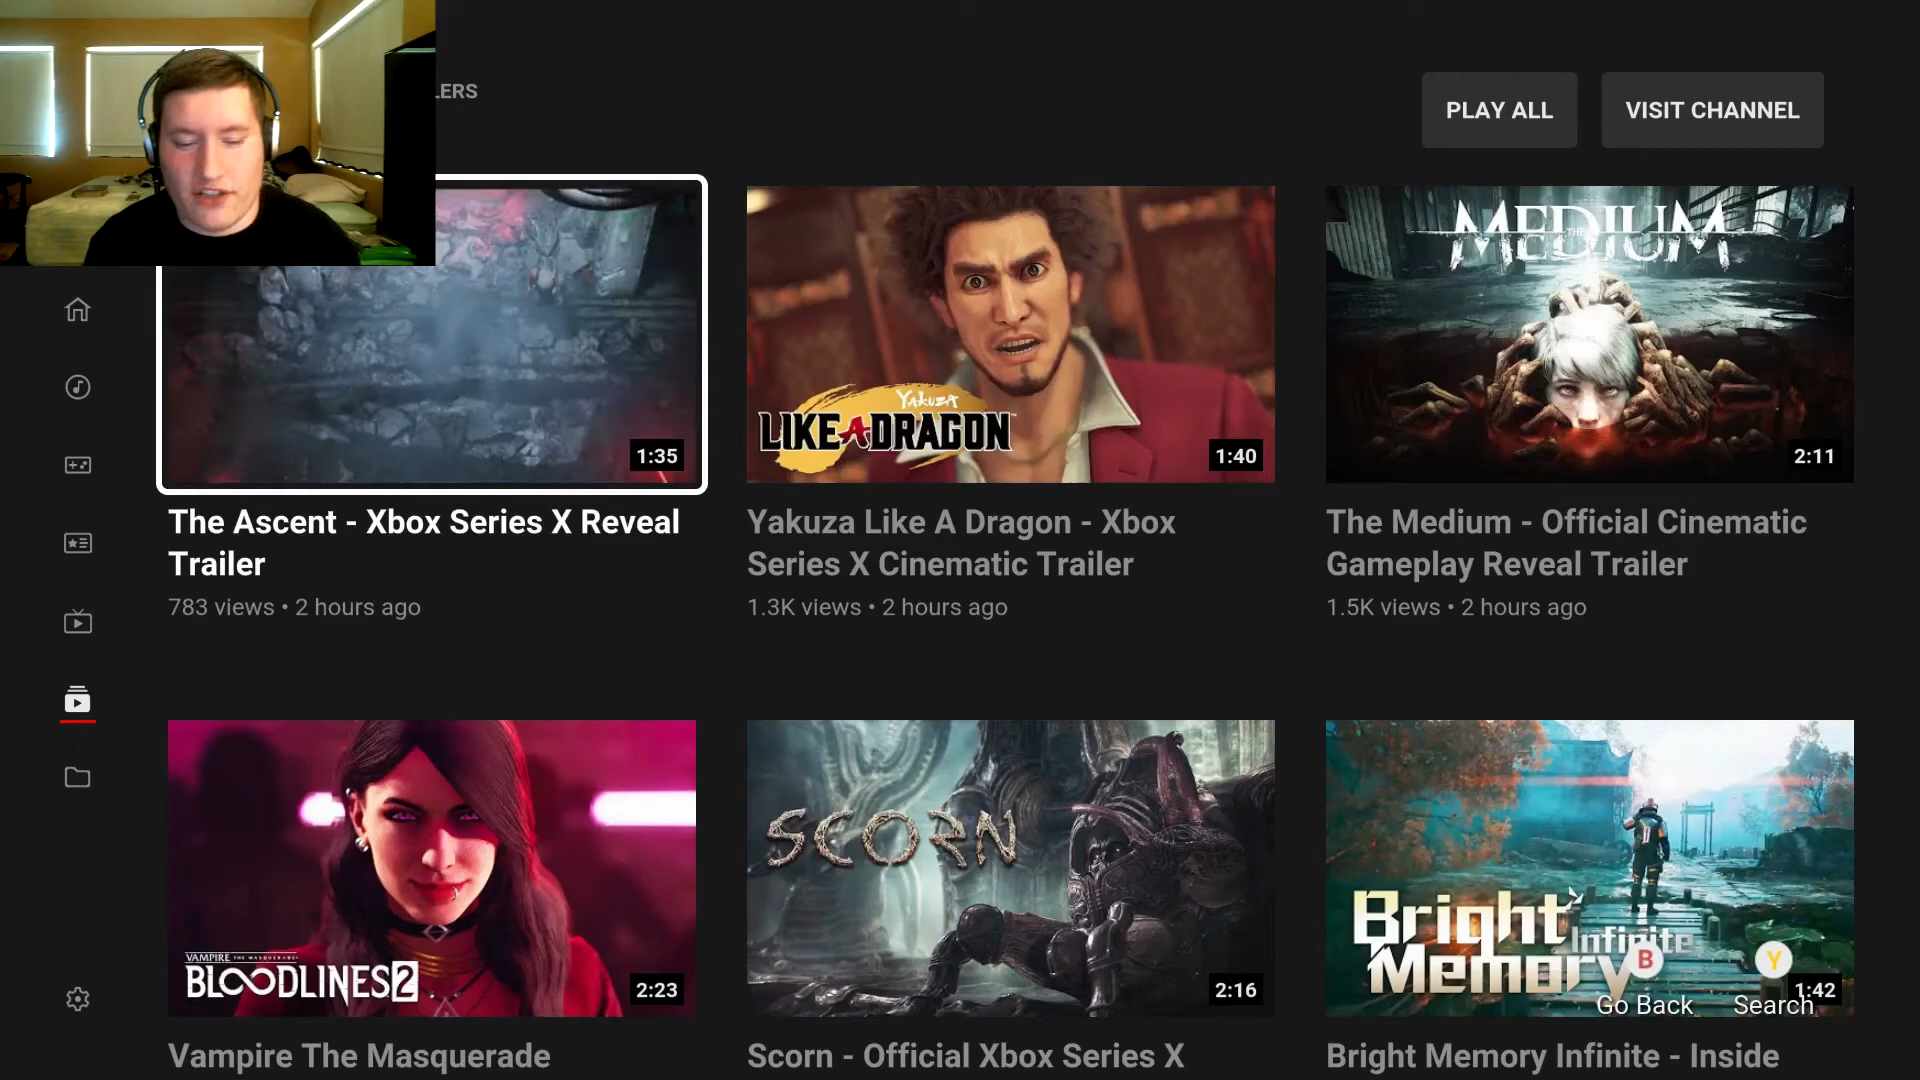 LERS
PLAY ALL
VISIT CHANNEL
1:35
Yakuza
LIKE A DRAGON
1:40
THE
MEDIUM
2:11
The Ascent - Xbox Series X Reveal
Trailer
783 views • 2 hours ago
Yakuza Like A Dragon - Xbox
Series X Cinematic Trailer
1.3K views • 2 hours ago
The Medium - Official Cinematic
Gameplay Reveal Trailer
1.5K views • 2 hours ago
VAMPIRE THE MASQUERADE
BLOODLINES 2
2:23
SCORN
2:16
Bright
Infinite
Memory
B
Y
1:42
Go Back
Search
Vampire The Masquerade
Scorn - Official Xbox Series X
Bright Memory Infinite - Inside